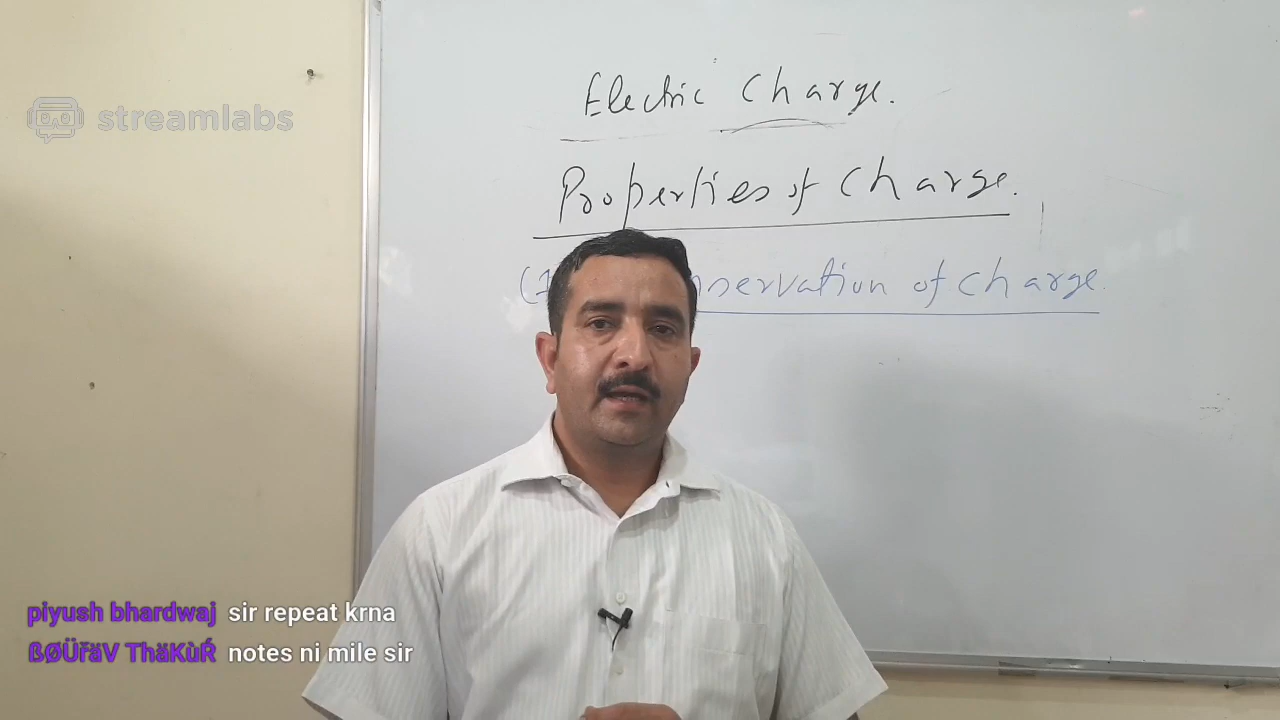 streamlabs
Electric Charge.
Properties of Charge.
(1 nservation of Charge.
piyush bhardwaj sir repeat krna
ßØÜřäV ThäKùŔ notes ni mile sir